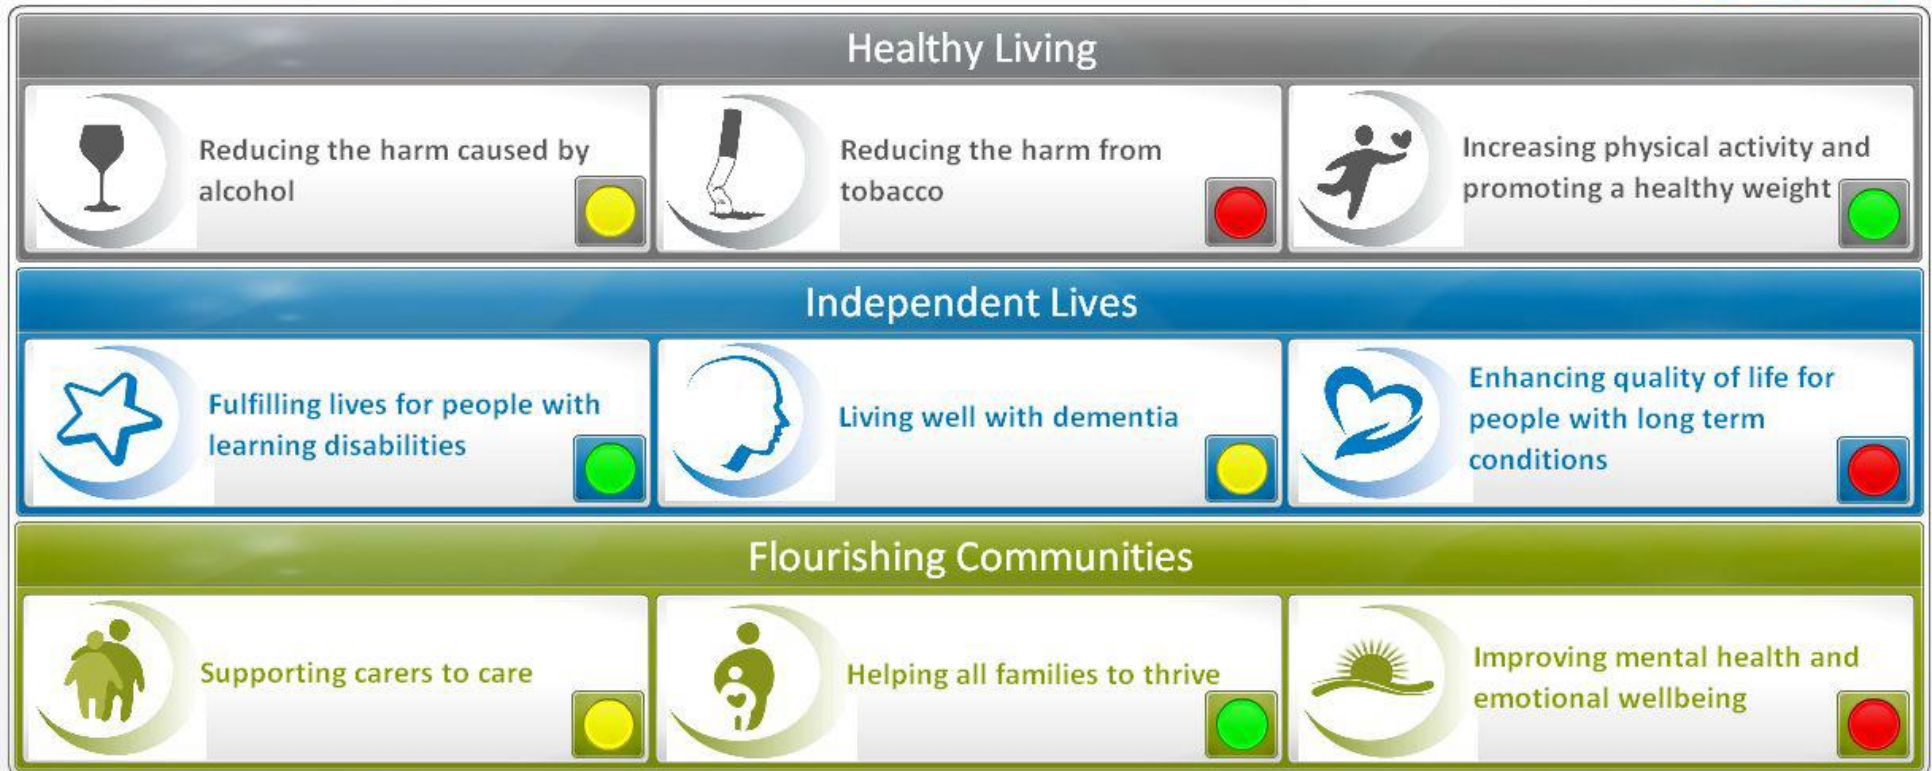 Healthy Living
Reducing the harm caused by
alcohol
Reducing the harm from
tobacco
Increasing physical activity and
promoting a healthy weight
Independent Lives
Fulfilling lives for people with
learning disabilities
Living well with dementia
Enhancing quality of life for
people with long term
conditions
Flourishing Communities
Supporting carers to care
Helping all families to thrive
Improving mental health and
emotional wellbeing